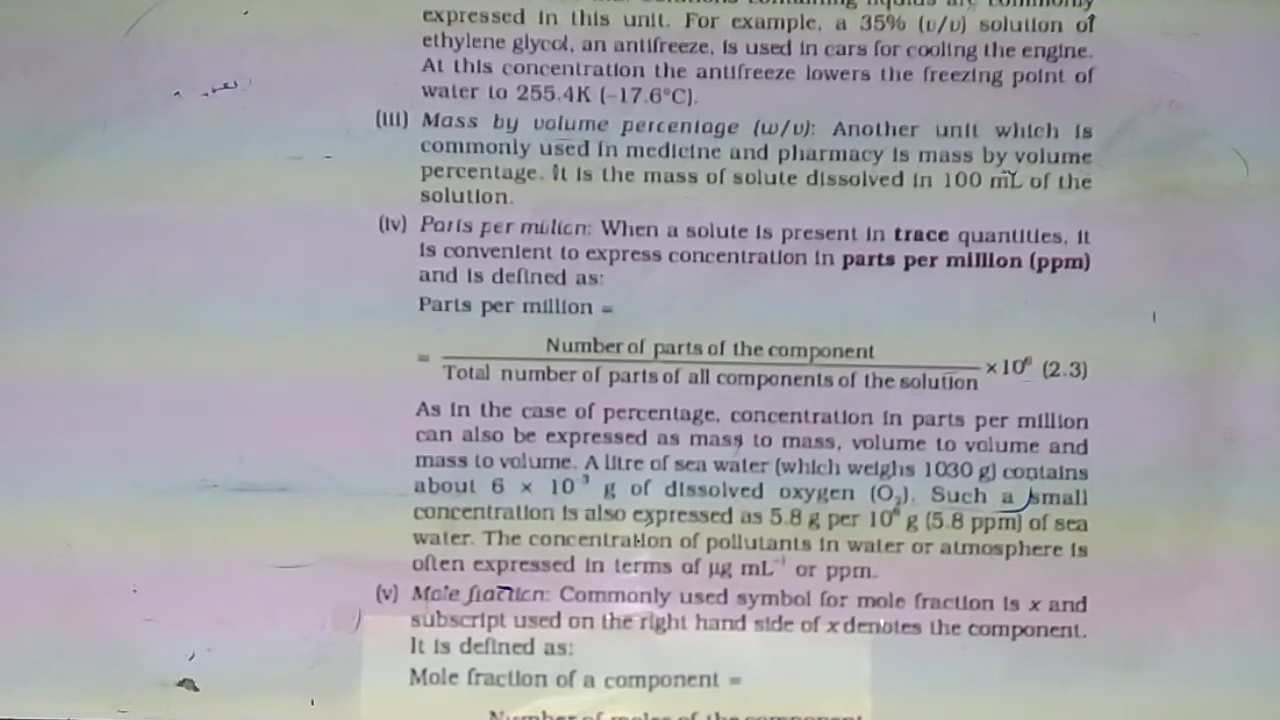 expressed in this unit. For example, a 35% (v/v) solution of
ethylene glycol, an antifreeze, is used in cars for cooling the engine.
At this concentration the antifreeze lowers the freezing point of
water to 255.4K (–17.6°C).
(iii) Mass by volume percentage (w/v): Another unit which is
commonly used in medicine and pharmacy is mass by volume
percentage. It is the mass of solute dissolved in 100 mL of the
solution.
(iv) Parts per million: When a solute is present in trace quantities, it
is convenient to express concentration in parts per million (ppm)
and is defined as:
Parts per million =
= Number of parts of the component
Total number of parts of all components of the solution ×10⁶ (2.3)
As in the case of percentage, concentration in parts per million
can also be expressed as mass to mass, volume to volume and
mass to volume. A litre of sea water (which weighs 1030 g) contains
about 6 × 10 ³ g of dissolved oxygen (O₂). Such a small
concentration is also expressed as 5.8 g per 10⁶ g (5.8 ppm) of sea
water. The concentration of pollutants in water or atmosphere is
often expressed in terms of μg mL⁻¹ or ppm.
(v) Mole fraction: Commonly used symbol for mole fraction is x and
subscript used on the right hand side of x denotes the component.
It is defined as:
Mole fraction of a component =
Number of moles of the component